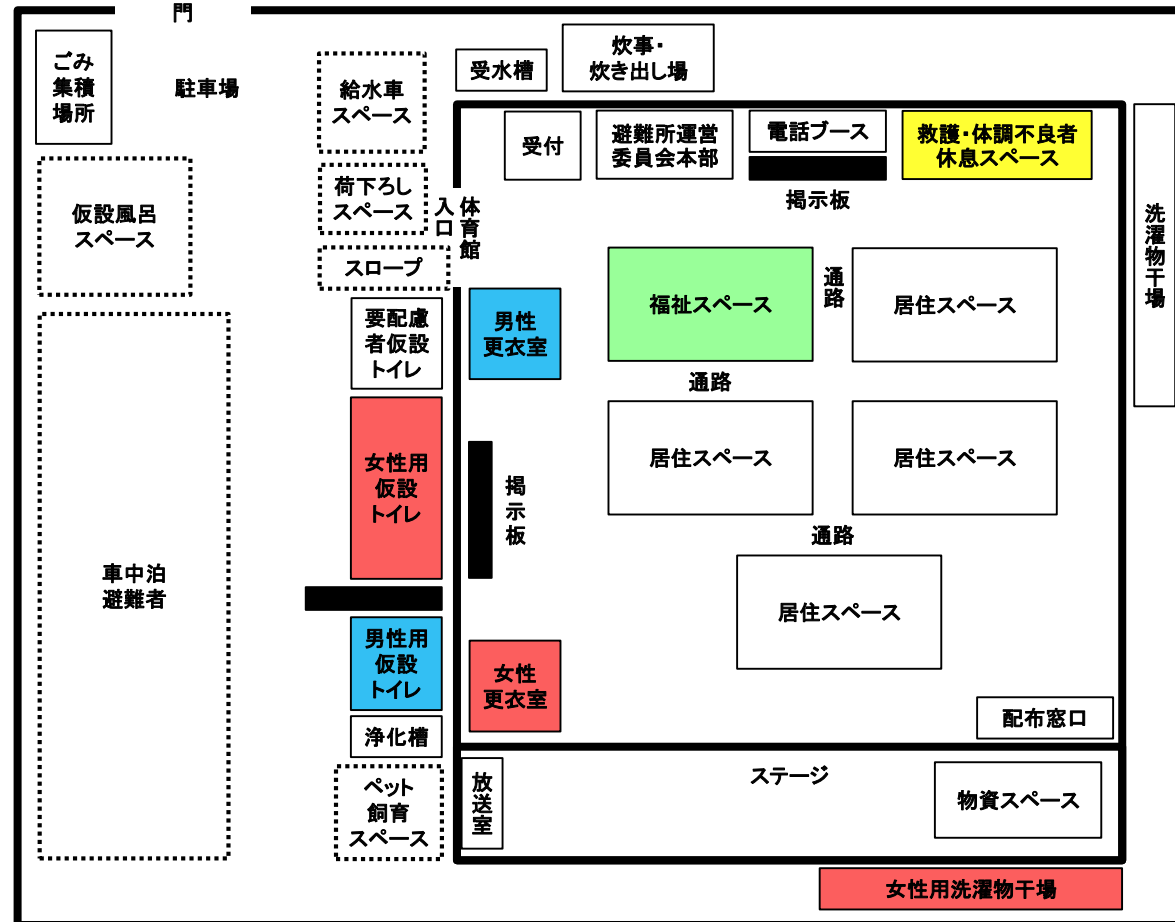 門
ごみ
集積
場所
駐車場
給水車
スペース
受水槽
炊事・
炊き出し場
受付
避難所運営
委員会本部
電話ブース
掲示板
救護・体調不良者
休息スペース
洗濯物干場
仮設風呂
スペース
荷下ろし
スペース
体育館
入口
スロープ
要配慮
者仮設
トイレ
男性
更衣室
福祉スペース
通路
居住スペース
通路
女性用
仮設
トイレ
掲示板
居住スペース
居住スペース
通路
車中泊
避難者
居住スペース
男性用
仮設
トイレ
女性
更衣室
配布窓口
浄化槽
ペット
飼育
スペース
放送室
ステージ
物資スペース
女性用洗濯物干場